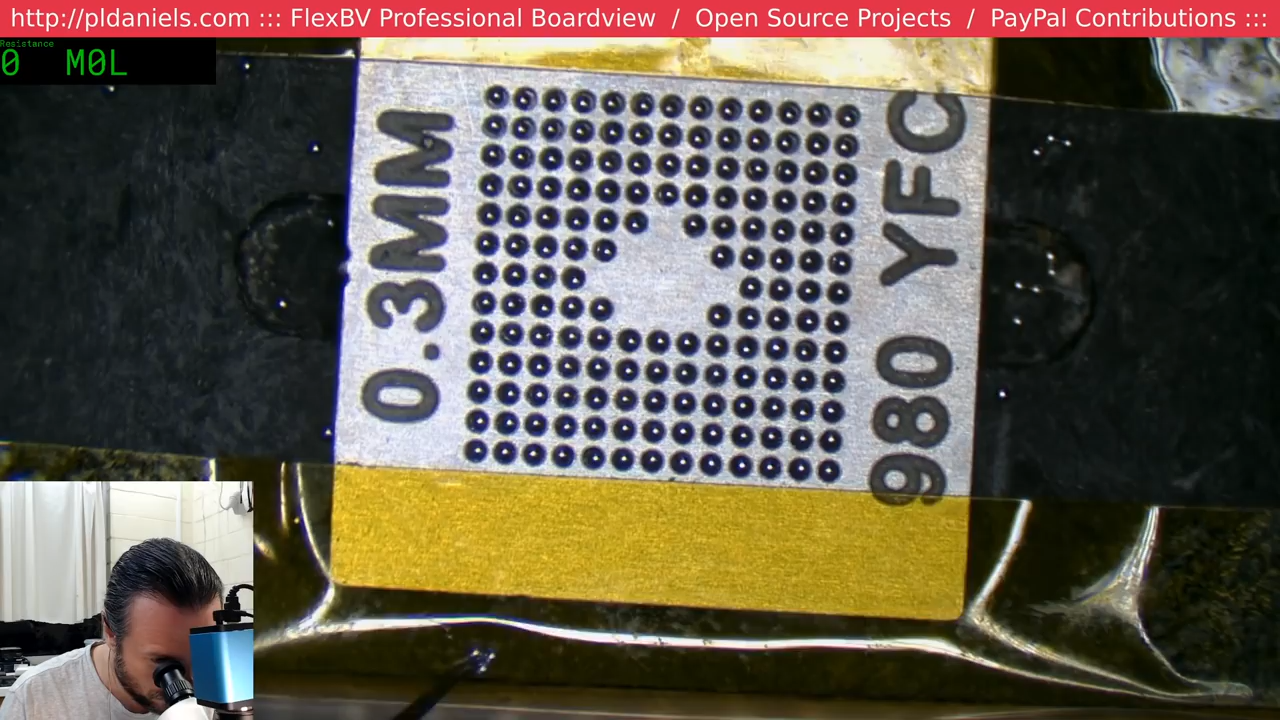 http://pldaniels.com ::: FlexBV Professional Boardview / Open Source Projects / PayPal Contributions :::
Resistance
0 M0L
0.3MM
980 YFC